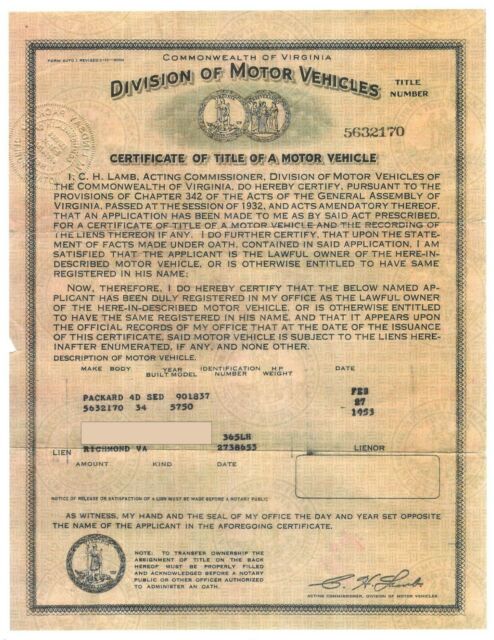 FORM AUTO 1 REVISED
COMMONWEALTH OF VIRGINIA
DIVISION OF MOTOR VEHICLES
TITLE
NUMBER
5632170
CERTIFICATE OF TITLE OF A MOTOR VEHICLE
I, C. H. LAMB, ACTING COMMISSIONER, DIVISION OF MOTOR VEHICLES OF
THE COMMONWEALTH OF VIRGINIA, DO HEREBY CERTIFY, PURSUANT TO THE
PROVISIONS OF CHAPTER 342 OF THE ACTS OF THE GENERAL ASSEMBLY OF
VIRGINIA, PASSED AT THE SESSION OF 1932, AND ACTS AMENDATORY THEREOF,
THAT AN APPLICATION HAS BEEN MADE TO ME AS BY SAID ACT PRESCRIBED,
FOR A CERTIFICATE OF TITLE OF A MOTOR VEHICLE AND THE RECORDING OF
THE LIENS THEREON IF ANY. I DO FURTHER CERTIFY, THAT UPON THE STATE-
MENT OF FACTS MADE UNDER OATH, CONTAINED IN SAID APPLICATION, I AM
SATISFIED THAT THE APPLICANT IS THE LAWFUL OWNER OF THE HERE-IN-
DESCRIBED MOTOR VEHICLE, OR IS OTHERWISE ENTITLED TO HAVE SAME
REGISTERED IN HIS NAME:
NOW, THEREFORE, I DO HEREBY CERTIFY THAT THE BELOW NAMED AP-
PLICANT HAS BEEN DULY REGISTERED IN MY OFFICE AS THE LAWFUL OWNER
OF THE HERE-IN-DESCRIBED MOTOR VEHICLE, OR IS OTHERWISE ENTITLED
TO HAVE THE SAME REGISTERED IN HIS NAME, AND THAT IT APPEARS UPON
THE OFFICIAL RECORDS OF MY OFFICE THAT AT THE DATE OF THE ISSUANCE
OF THIS CERTIFICATE, SAID MOTOR VEHICLE IS SUBJECT TO THE LIENS HERE-
INAFTER ENUMERATED, IF ANY, AND NONE OTHER.
DESCRIPTION OF MOTOR VEHICLE.
MAKE BODY YEAR BUILT MODEL IDENTIFICATION NUMBER H.P. WEIGHT DATE
PACKARD 4D SED 901837 FEB
5632170 34 5750 27
1953
365LH
LIEN RICHMOND VA 2738653 LIENOR
AMOUNT KIND DATE
NOTICE OF RELEASE OR SATISFACTION OF A LIEN MUST BE MADE BEFORE A NOTARY PUBLIC
AS WITNESS, MY HAND AND THE SEAL OF MY OFFICE THE DAY AND YEAR SET OPPOSITE
THE NAME OF THE APPLICANT IN THE AFOREGOING CERTIFICATE.
NOTE: TO TRANSFER OWNERSHIP THE
ASSIGNMENT OF TITLE ON THE BACK
HEREOF MUST BE PROPERLY FILLED
AND ACKNOWLEDGED BEFORE A NOTARY
PUBLIC OR OTHER OFFICER AUTHORIZED
TO ADMINISTER AN OATH.
C. H. Lamb
ACTING COMMISSIONER, DIVISION OF MOTOR VEHICLES